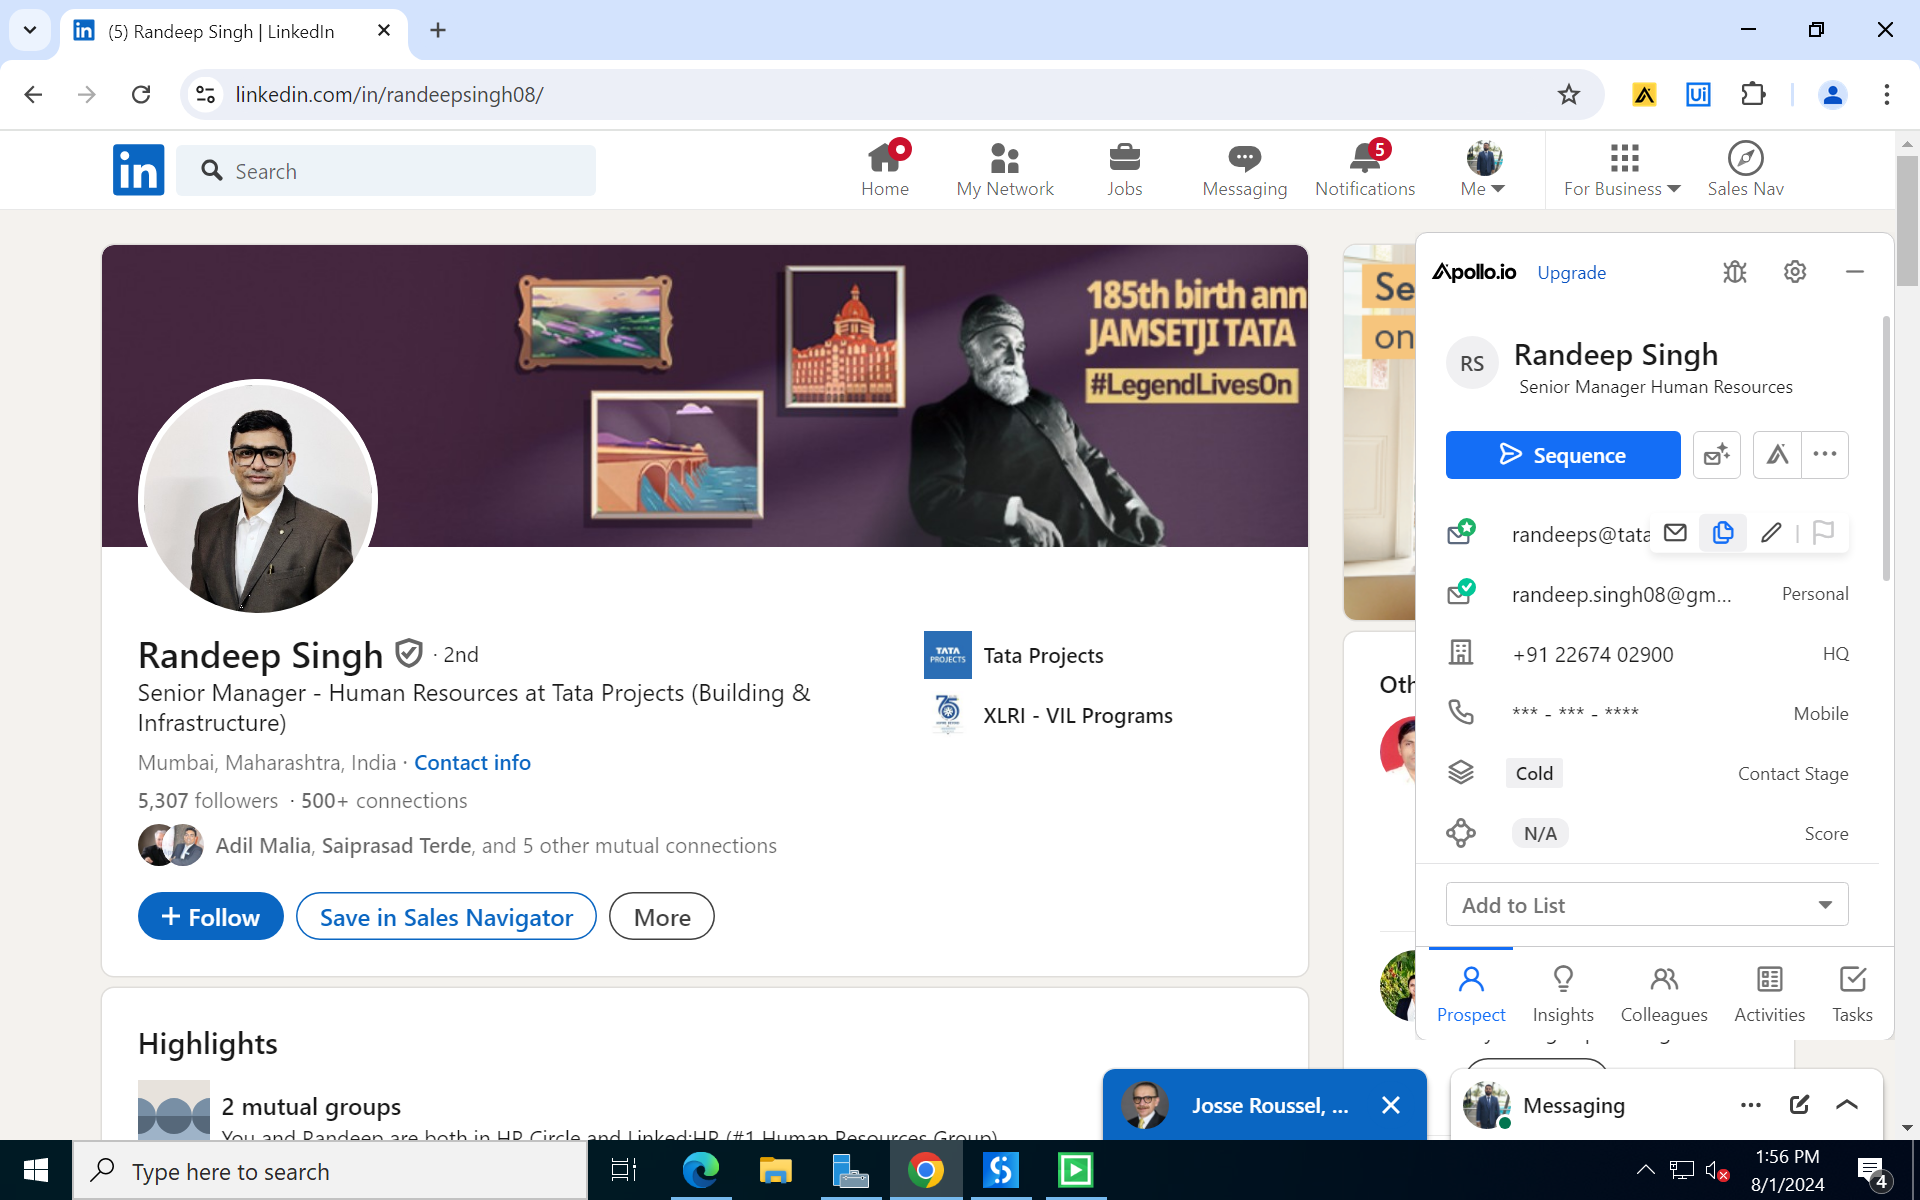 (5) Randeep Singh | LinkedIn
linkedin.com/in/randeepsingh08/
Ui
in
Search
Home
My Network
Jobs
Messaging
5
Notifications
Me
For Business
Sales Nav
185th birth ann
JAMSETJI TATA
#LegendLivesOn
Se
on
Apollo.io
Upgrade
RS
Randeep Singh
Senior Manager Human Resources
Sequence
randeeps@tata
randeep.singh08@gm...
Personal
+91 22674 02900
HQ
*** - *** - ****
Mobile
Cold
Contact Stage
N/A
Score
Add to List
Prospect
Insights
Colleagues
Activities
Tasks
Randeep Singh · 2nd
Senior Manager - Human Resources at Tata Projects (Building &
Infrastructure)
Mumbai, Maharashtra, India · Contact info
5,307 followers · 500+ connections
Adil Malia, Saiprasad Terde, and 5 other mutual connections
TATA
PROJECTS
Tata Projects
75
XLRI - VIL Programs
+ Follow
Save in Sales Navigator
More
Oth
Highlights
2 mutual groups
You and Randeep are both in HR Circle and Linked:HR (#1 Human Resources Group)
Josse Roussel, ...
Messaging
Type here to search
1:56 PM
8/1/2024
4